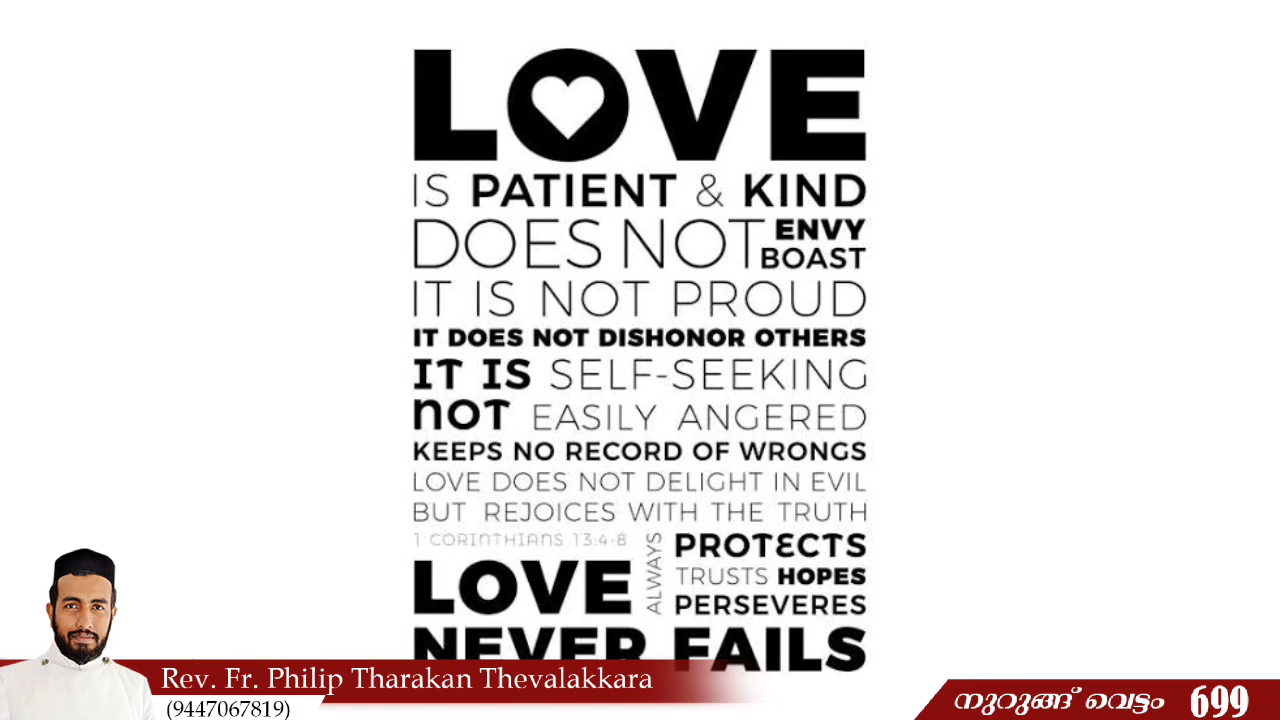 LOVE
IS PATIENT & KIND
DOES NOT ENVY
BOAST
IT IS NOT PROUD
IT DOES NOT DISHONOR OTHERS
IT IS SELF-SEEKING
NOT EASILY ANGERED
KEEPS NO RECORD OF WRONGS
LOVE DOES NOT DELIGHT IN EVIL
BUT REJOICES WITH THE TRUTH
1 CORINTHIANS 13:4-8
ALWAYS
PROTECTS
TRUSTS HOPES
PERSEVERES
LOVE
NEVER FAILS
Rev. Fr. Philip Tharakan Thevalakkara
(9447067819)
നുറുങ്ങ് വെട്ടം 699